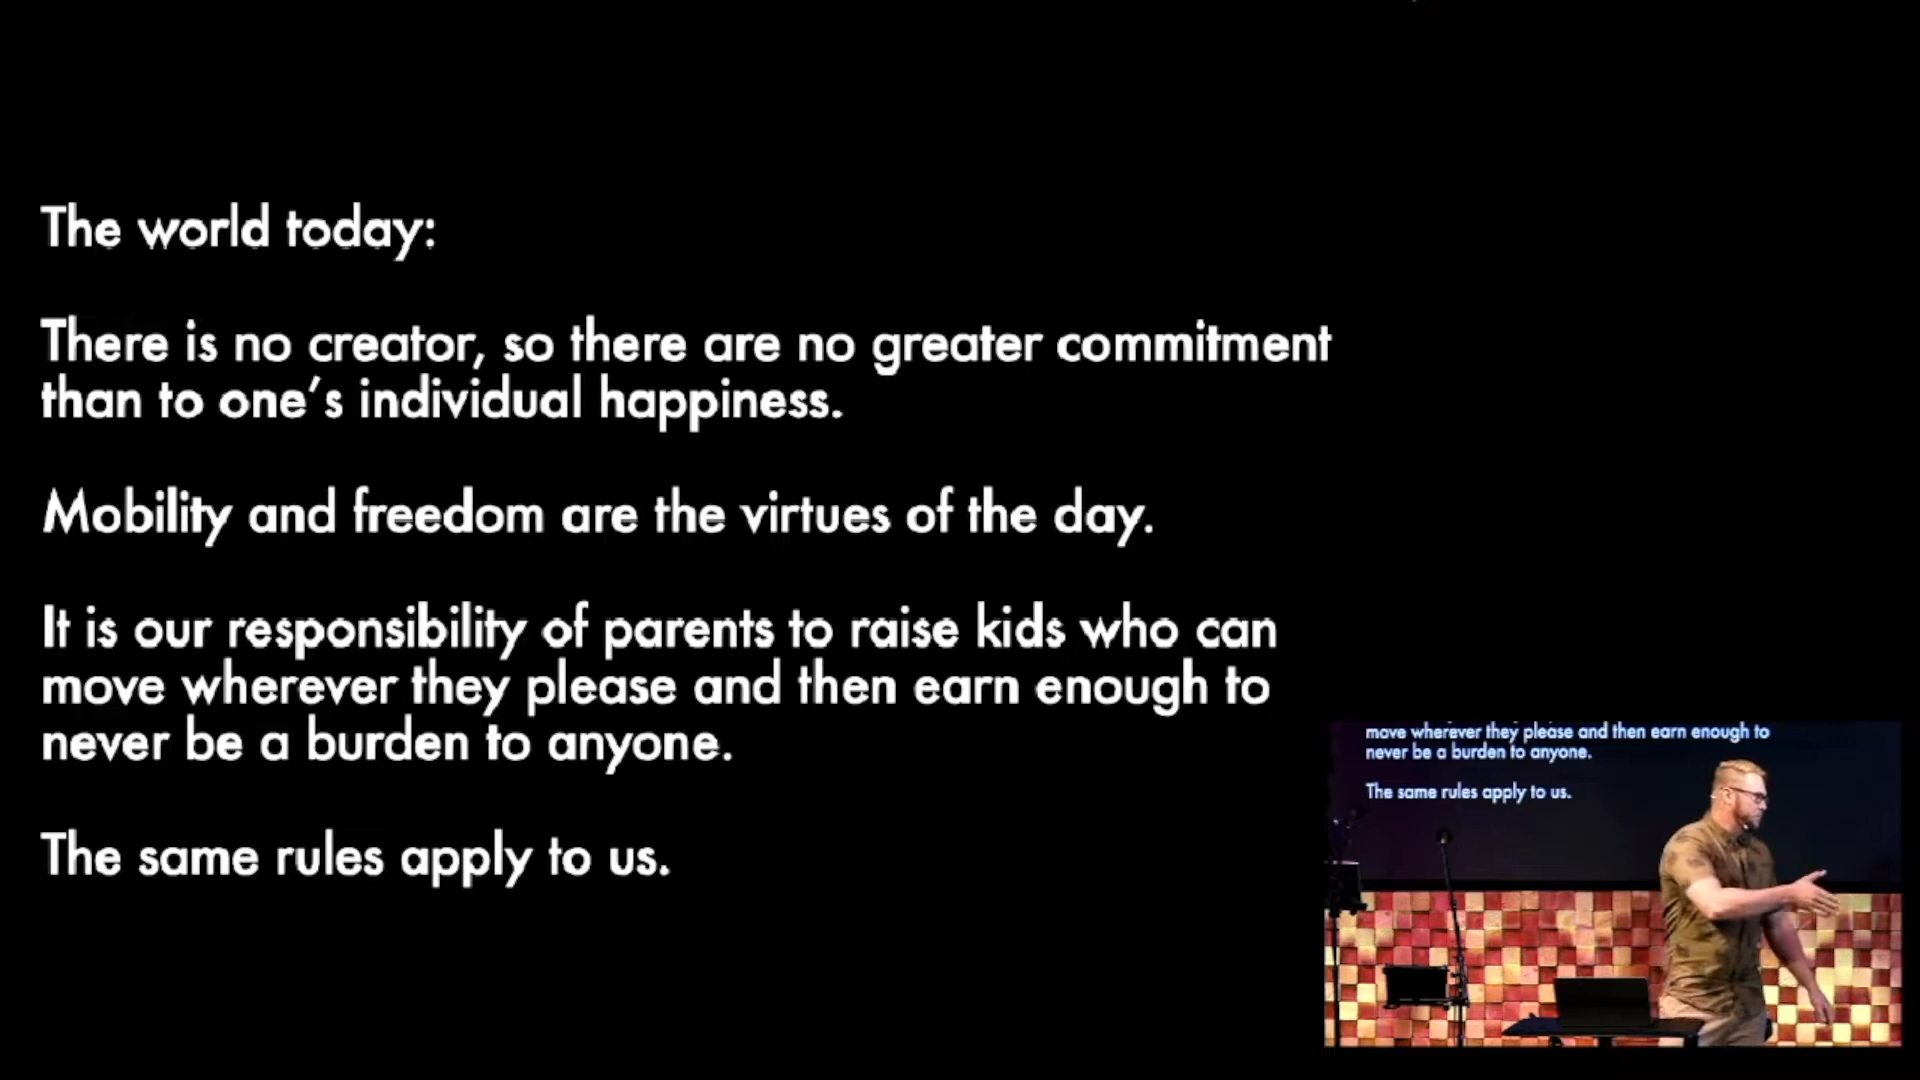 The world today:
There is no creator, so there are no greater commitment
than to one’s individual happiness.
Mobility and freedom are the virtues of the day.
It is our responsibility of parents to raise kids who can
move wherever they please and then earn enough to
never be a burden to anyone.
The same rules apply to us.
move wherever they please and then earn enough to
never be a burden to anyone.
The same rules apply to us.